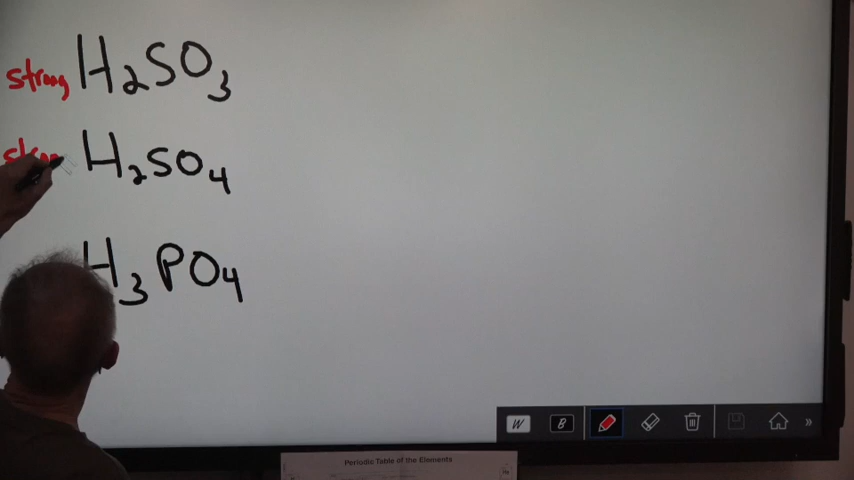 strong H₂SO₃
H₂SO₄
H₃PO₄
W B
Periodic Table of the Elements